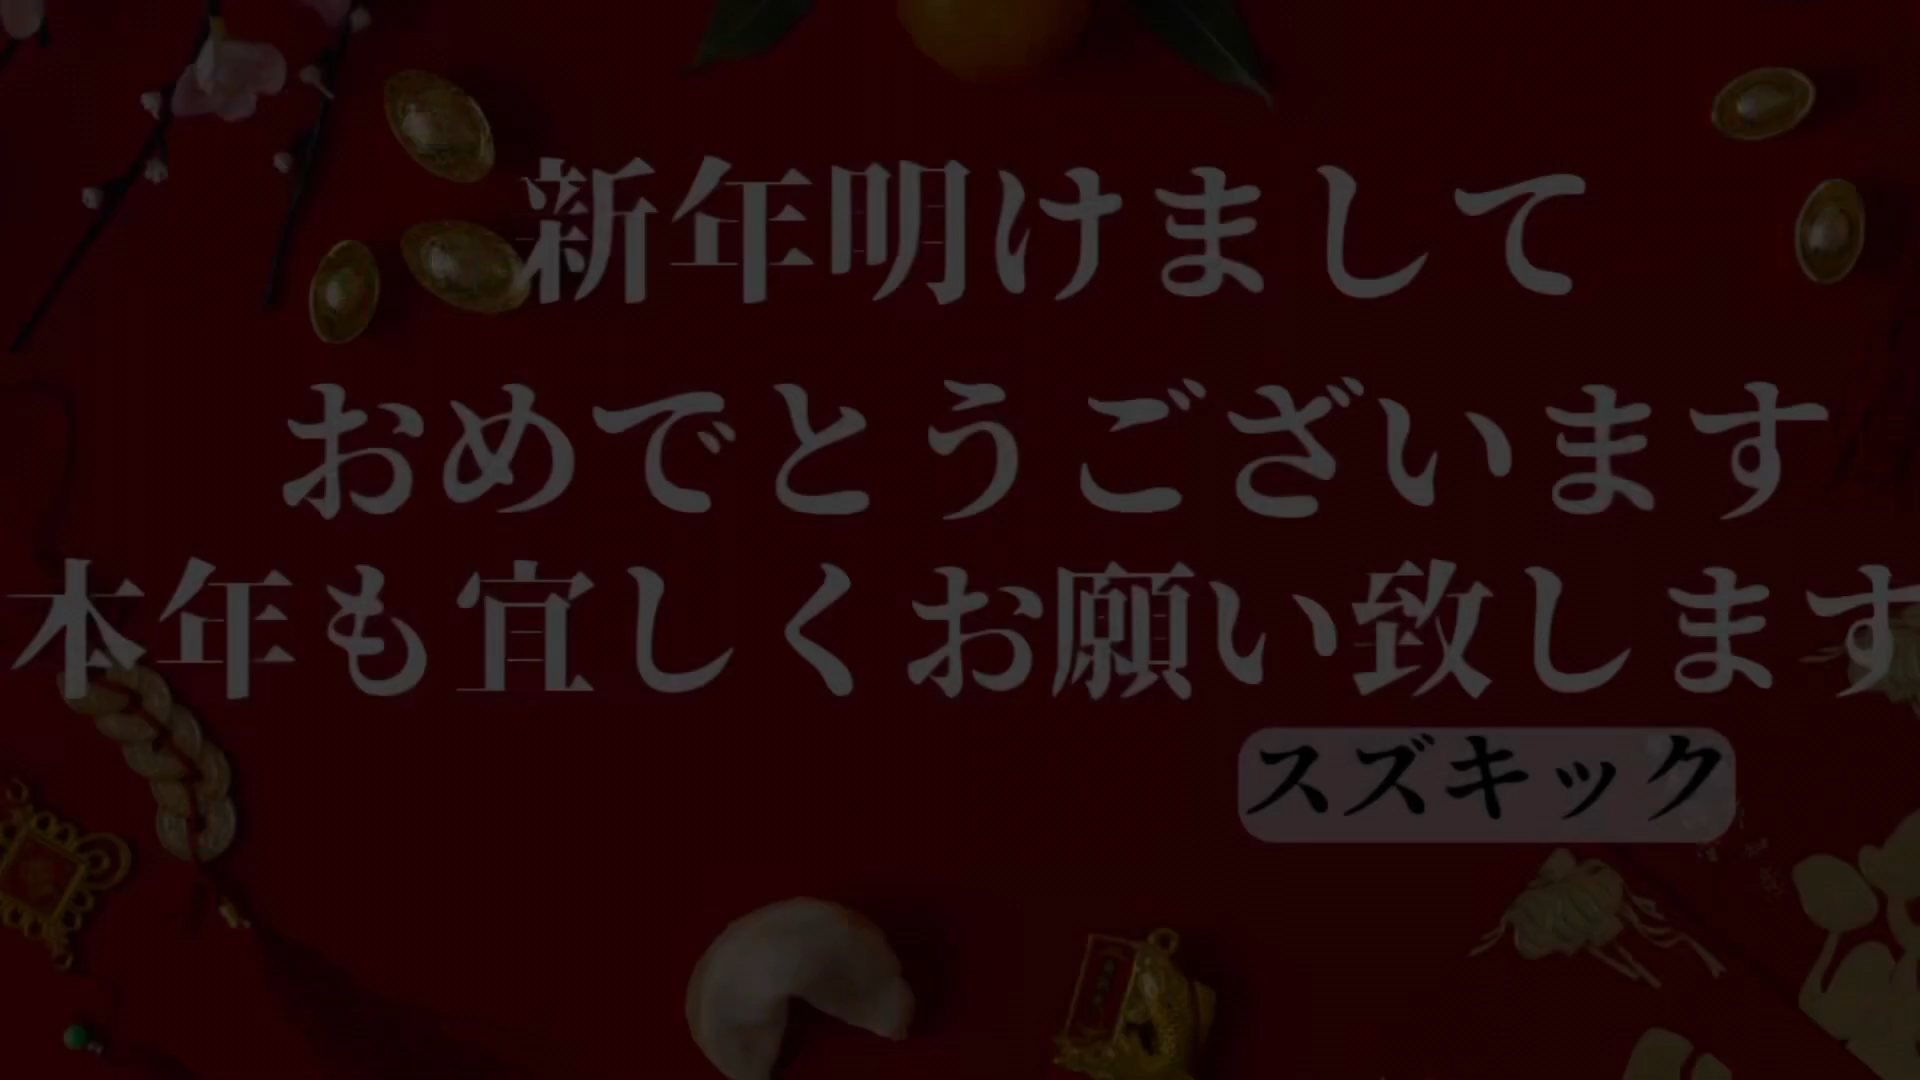 新年明けまして
おめでとうございます
本年も宜しくお願い致します
スズキック